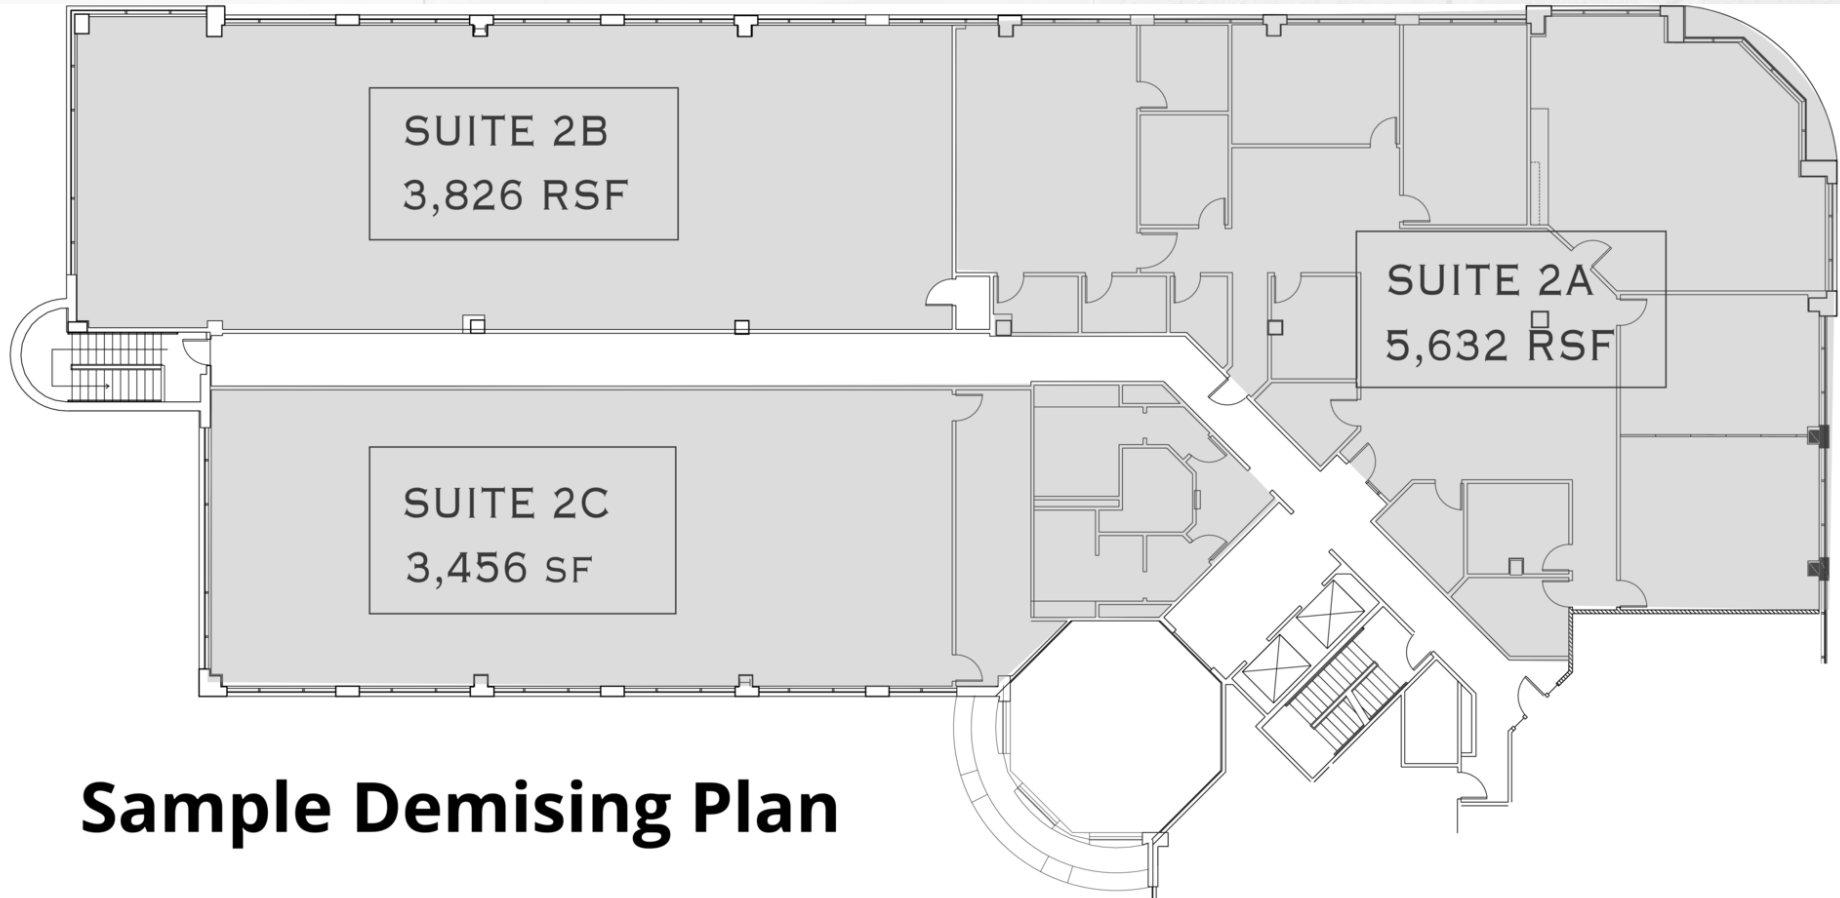 SUITE 2B
3,826 RSF
SUITE 2A
5,632 RSF
SUITE 2C
3,456 SF
Sample Demising Plan